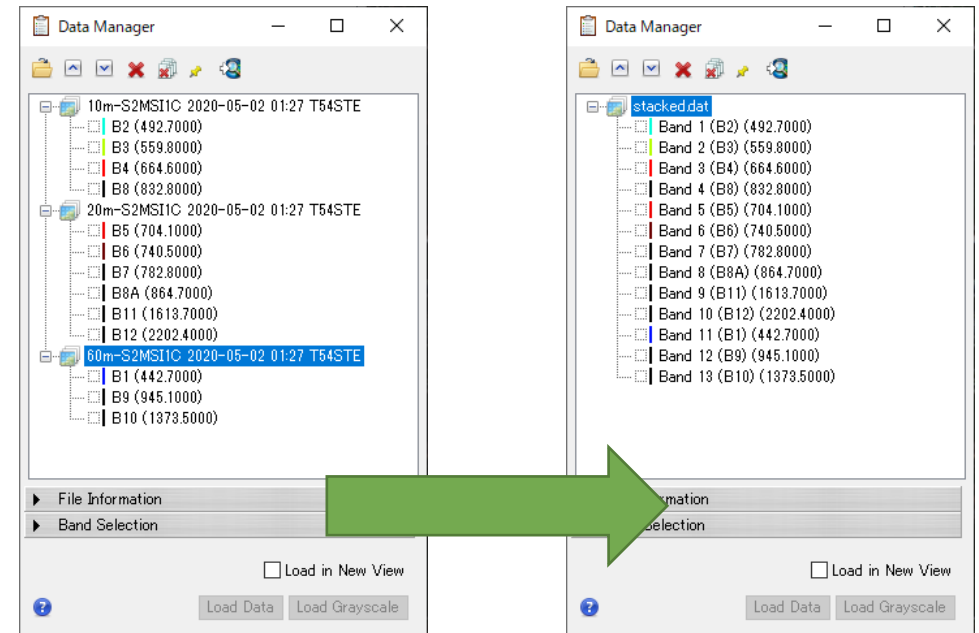 Data Manager
10m-S2MSI1C 2020-05-02 01:27 T54STE
B2 (492.7000)
B3 (559.8000)
B4 (664.6000)
B8 (832.8000)
20m-S2MSI1C 2020-05-02 01:27 T54STE
B5 (704.1000)
B6 (740.5000)
B7 (782.8000)
B8A (864.7000)
B11 (1613.7000)
B12 (2202.4000)
60m-S2MSI1C 2020-05-02 01:27 T54STE
B1 (442.7000)
B9 (945.1000)
B10 (1373.5000)
File Information
Band Selection
Load in New View
Load Data
Load Grayscale
Data Manager
stacked.dat
Band 1 (B2) (492.7000)
Band 2 (B3) (559.8000)
Band 3 (B4) (664.6000)
Band 4 (B8) (832.8000)
Band 5 (B5) (704.1000)
Band 6 (B6) (740.5000)
Band 7 (B7) (782.8000)
Band 8 (B8A) (864.7000)
Band 9 (B11) (1613.7000)
Band 10 (B12) (2202.4000)
Band 11 (B1) (442.7000)
Band 12 (B9) (945.1000)
Band 13 (B10) (1373.5000)
mation
Selection
Load in New View
Load Data
Load Grayscale